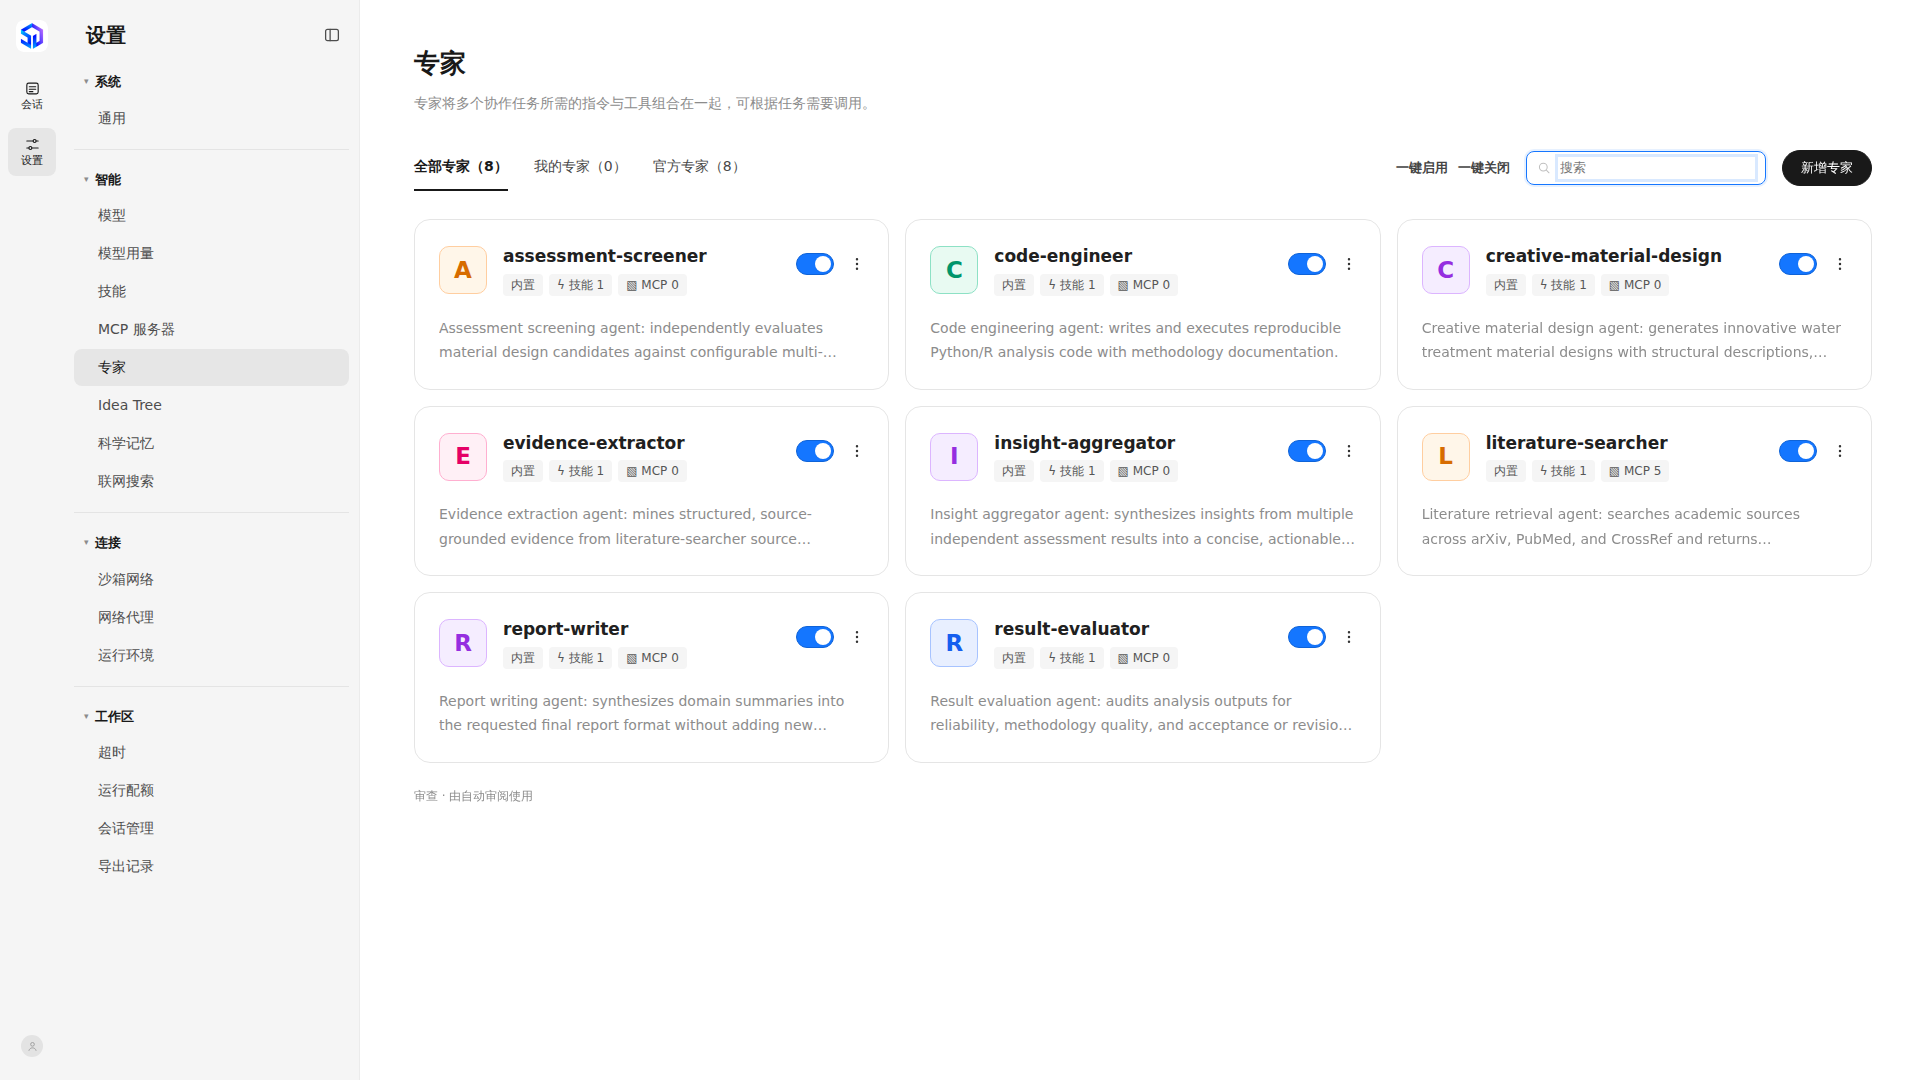 设置
会话
设置
系统
通用
智能
模型
模型用量
技能
MCP 服务器
专家
Idea Tree
科学记忆
联网搜索
连接
沙箱网络
网络代理
运行环境
工作区
超时
运行配额
会话管理
导出记录
专家
专家将多个协作任务所需的指令与工具组合在一起，可根据任务需要调用。
全部专家（8） 我的专家（0） 官方专家（8）
一键启用 一键关闭 搜索 新增专家
A
assessment-screener
内置 技能 1 MCP 0
Assessment screening agent: independently evaluates
material design candidates against configurable multi-…
C
code-engineer
内置 技能 1 MCP 0
Code engineering agent: writes and executes reproducible
Python/R analysis code with methodology documentation.
C
creative-material-design
内置 技能 1 MCP 0
Creative material design agent: generates innovative water
treatment material designs with structural descriptions,…
E
evidence-extractor
内置 技能 1 MCP 0
Evidence extraction agent: mines structured, source-
grounded evidence from literature-searcher source…
I
insight-aggregator
内置 技能 1 MCP 0
Insight aggregator agent: synthesizes insights from multiple
independent assessment results into a concise, actionable…
L
literature-searcher
内置 技能 1 MCP 5
Literature retrieval agent: searches academic sources
across arXiv, PubMed, and CrossRef and returns…
R
report-writer
内置 技能 1 MCP 0
Report writing agent: synthesizes domain summaries into
the requested final report format without adding new…
R
result-evaluator
内置 技能 1 MCP 0
Result evaluation agent: audits analysis outputs for
reliability, methodology quality, and acceptance or revisio…
审查 · 由自动审阅使用